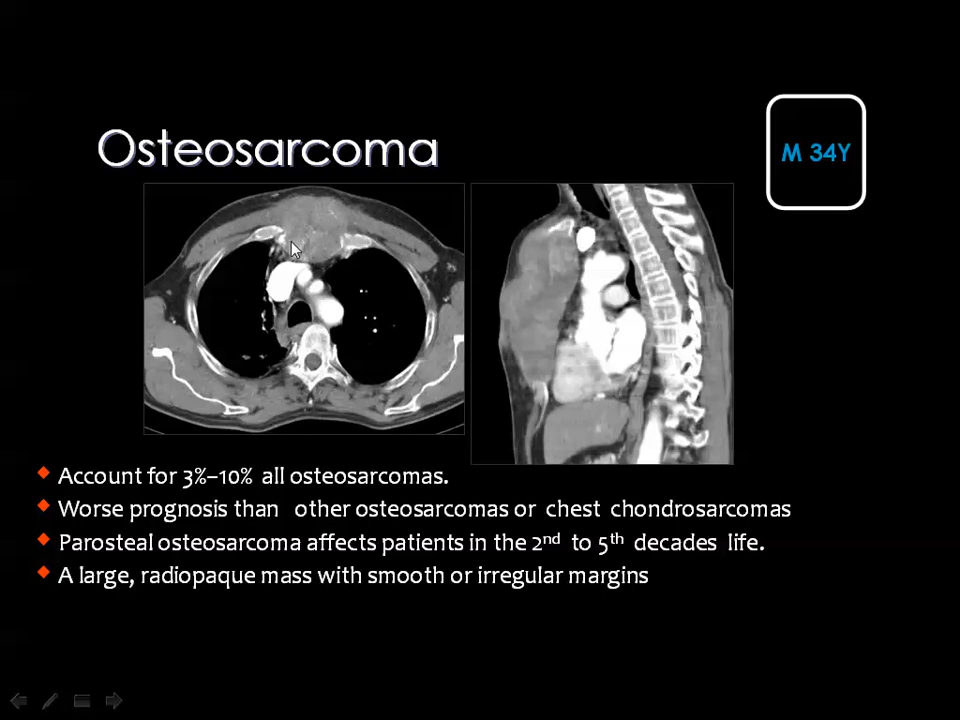 Osteosarcoma
M 34Y
Account for 3%–10% all osteosarcomas.
Worse prognosis than other osteosarcomas or chest chondrosarcomas
Parosteal osteosarcoma affects patients in the 2nd to 5th decades life.
A large, radiopaque mass with smooth or irregular margins